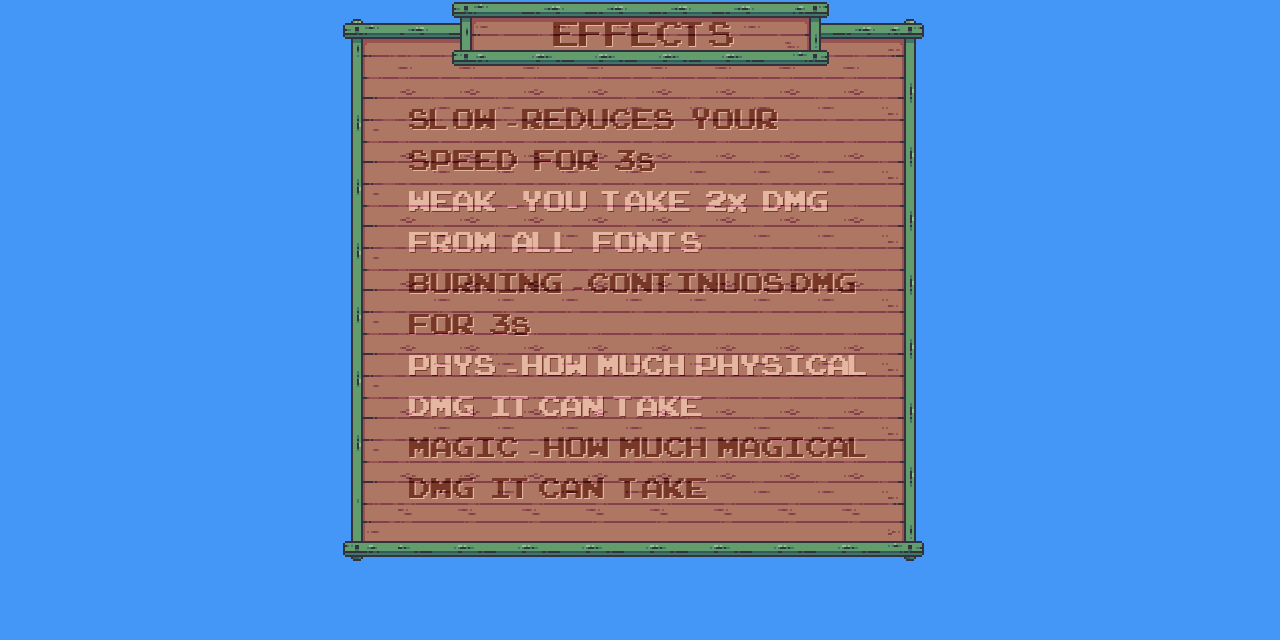 EFFECTS
SLOW -REDUCES YOUR
SPEED FOR 3s
WEAK -YOU TAKE 2x DMG
FROM ALL FONTS
BURNING -CONTINUOS DMG
FOR 3s
PHYS -HOW MUCH PHYSICAL
DMG IT CAN TAKE
MAGIC -HOW MUCH MAGICAL
DMG IT CAN TAKE